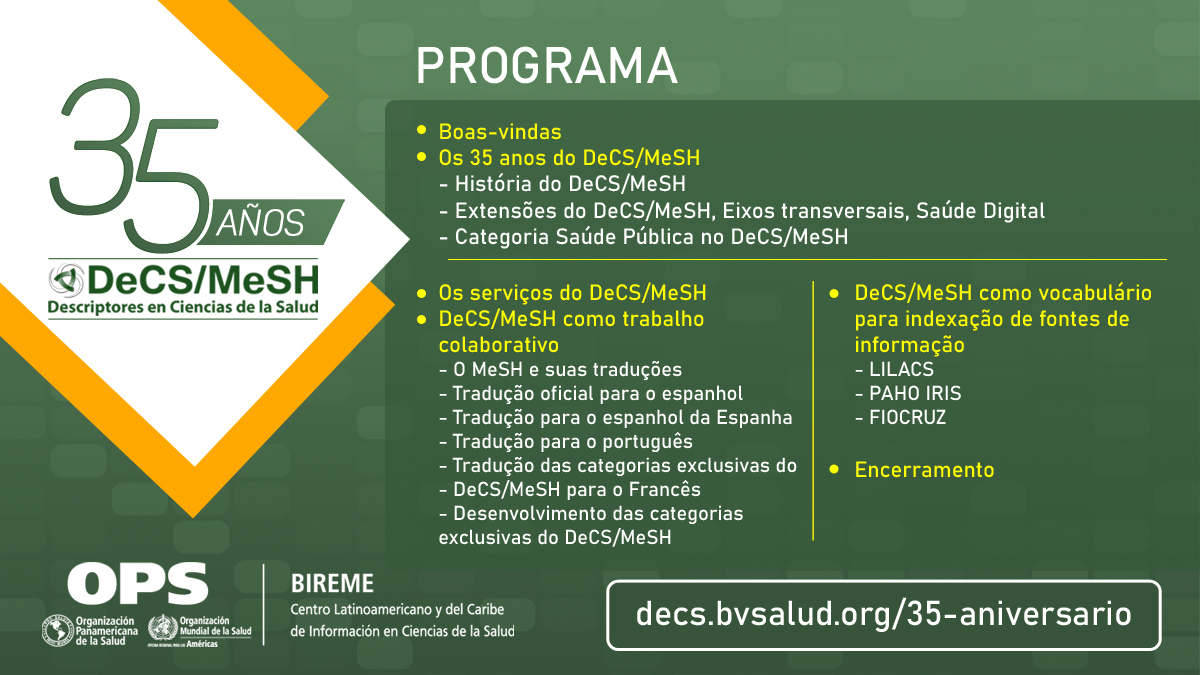 PROGRAMA
35
AÑOS
DeCS/MeSH
Descriptores en Ciencias de la Salud
• Boas-vindas
• Os 35 anos do DeCS/MeSH
- História do DeCS/MeSH
- Extensões do DeCS/MeSH, Eixos transversais, Saúde Digital
- Categoria Saúde Pública no DeCS/MeSH
• Os serviços do DeCS/MeSH
• DeCS/MeSH como trabalho
colaborativo
- O MeSH e suas traduções
- Tradução oficial para o espanhol
- Tradução para o espanhol da Espanha
- Tradução para o português
- Tradução das categorias exclusivas do
- DeCS/MeSH para o Francês
- Desenvolvimento das categorias
exclusivas do DeCS/MeSH
• DeCS/MeSH como vocabulário
para indexação de fontes de
informação
- LILACS
- PAHO IRIS
- FIOCRUZ
• Encerramento
OPS
Organización
Panamericana
de la Salud
Organización
Mundial de la Salud
OFICINA REGIONAL PARA LAS Américas
BIREME
Centro Latinoamericano y del Caribe
de Información en Ciencias de la Salud
decs.bvsalud.org/35-aniversario